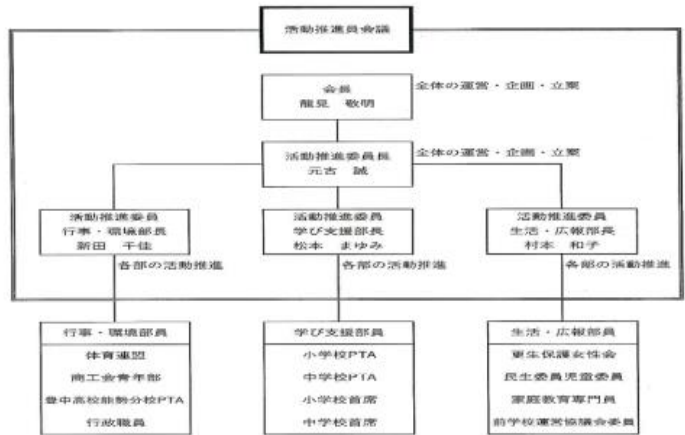 活動推進員会議
会長
龍見 敬明
全体の運営・企画・立案
活動推進委員長
元古 誠
全体の運営・企画・立案
活動推進委員
行事・環境部長
新田 千佳
各部の活動推進
活動推進委員
学び支援部長
松本 まゆみ
各部の活動推進
活動推進委員
生活・広報部長
村本 和子
各部の活動推進
行事・環境部員
体育連盟
商工会青年部
豊中高校能勢分校PTA
行政職員
学び支援部員
小学校PTA
中学校PTA
小学校首席
中学校首席
生活・広報部員
更生保護女性会
民生委員児童委員
家庭教育専門員
前学校運営協議会委員